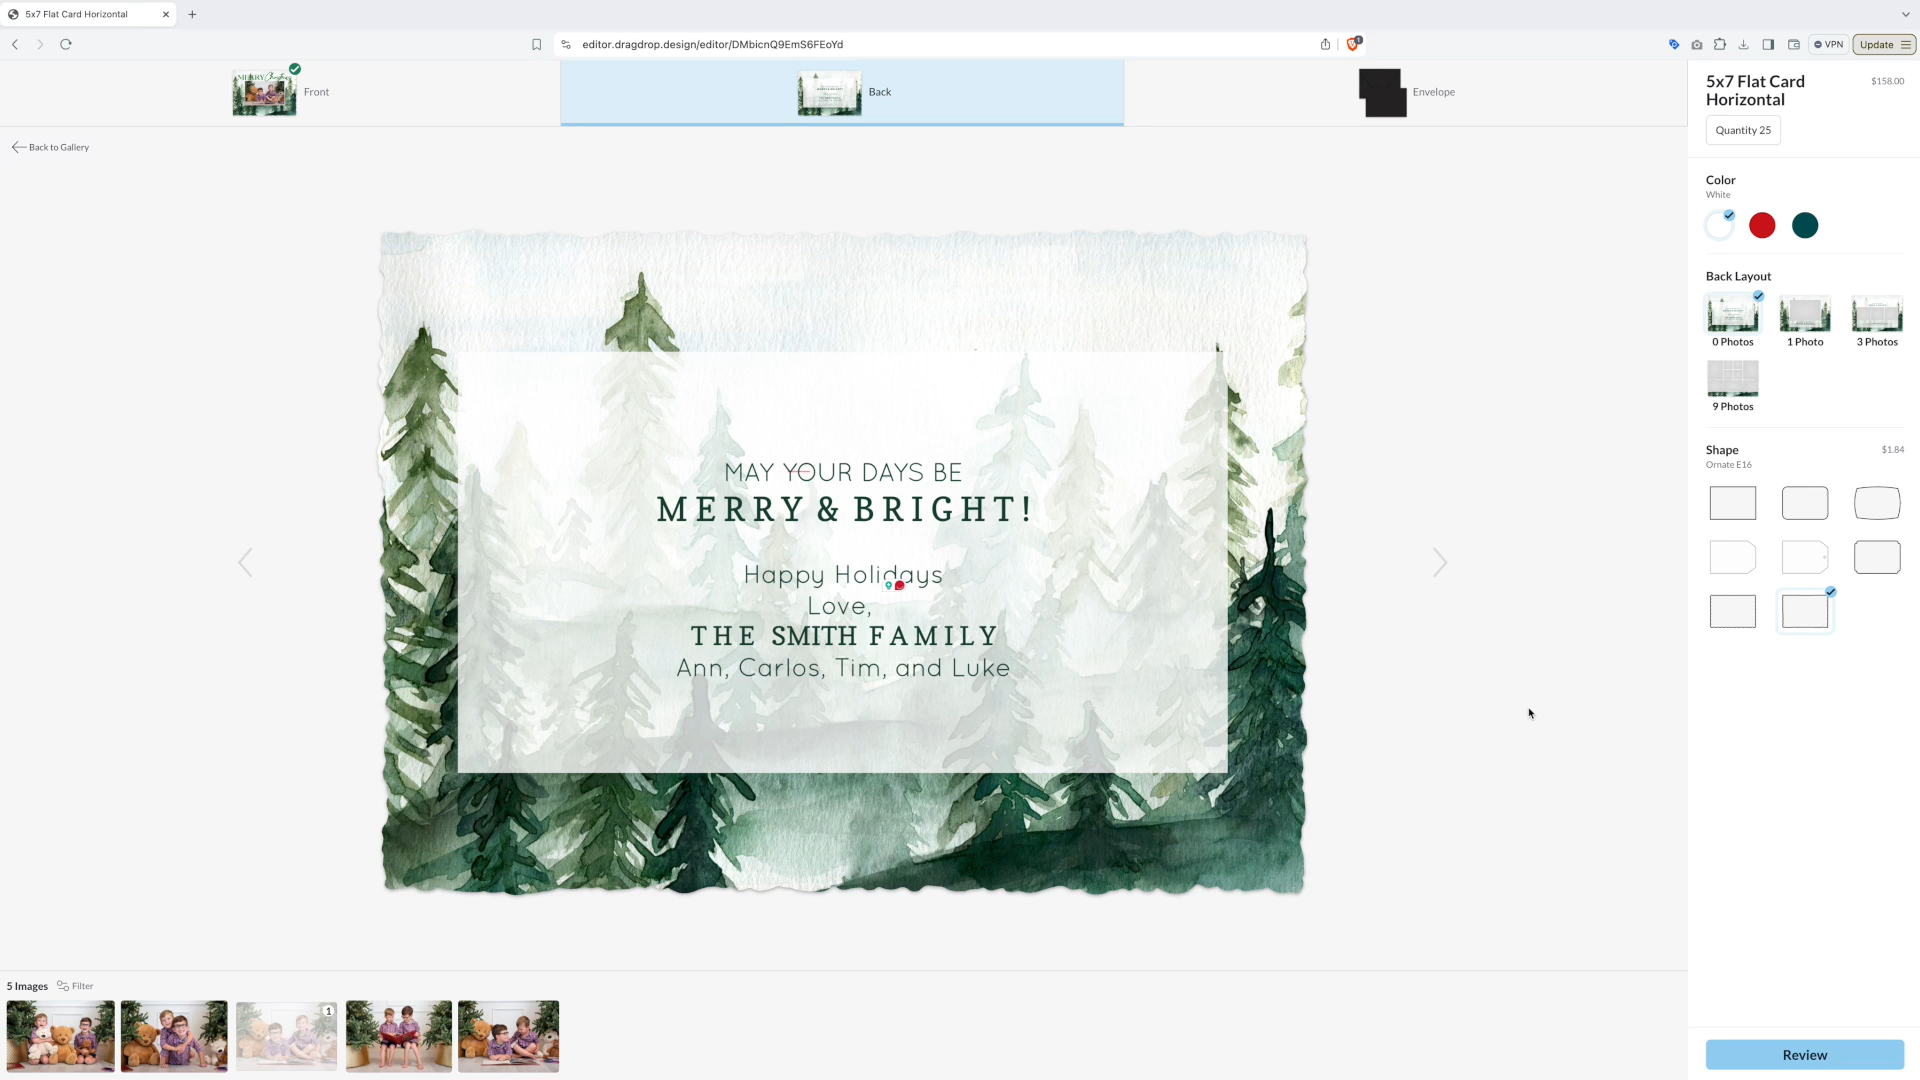 5x7 Flat Card Horizontal
editor.dragdrop.design/editor/DMbicnQ9EmS6FEoYd
1
VPN
Update
MERRY Christmas
Front
Back
Envelope
Back to Gallery
MAY YOUR DAYS BE
MERRY & BRIGHT!
Happy Holidays
Love,
THE SMITH FAMILY
Ann, Carlos, Tim, and Luke
5 Images
Filter
1
5x7 Flat Card
Horizontal
$158.00
Quantity 25
Color
White
Back Layout
0 Photos
1 Photo
3 Photos
9 Photos
Shape
$1.84
Ornate E16
Review